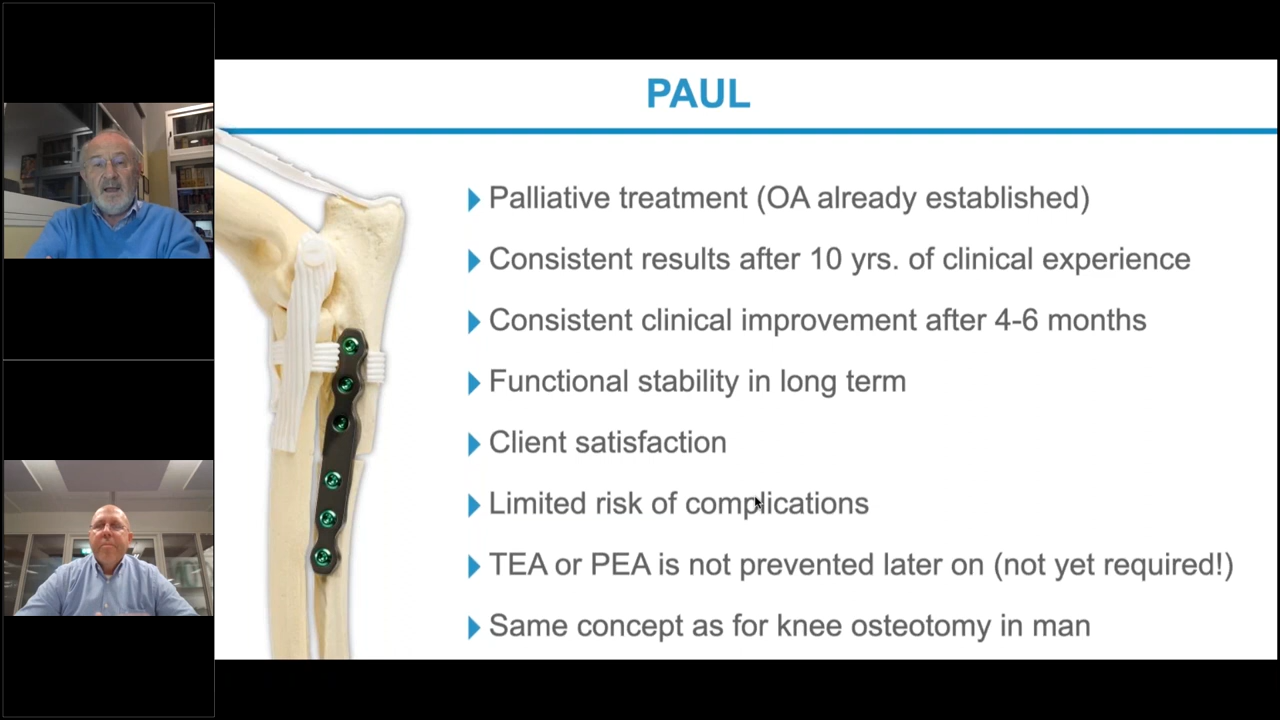 PAUL
Palliative treatment (OA already established)
Consistent results after 10 yrs. of clinical experience
Consistent clinical improvement after 4-6 months
Functional stability in long term
Client satisfaction
Limited risk of complications
TEA or PEA is not prevented later on (not yet required!)
Same concept as for knee osteotomy in man